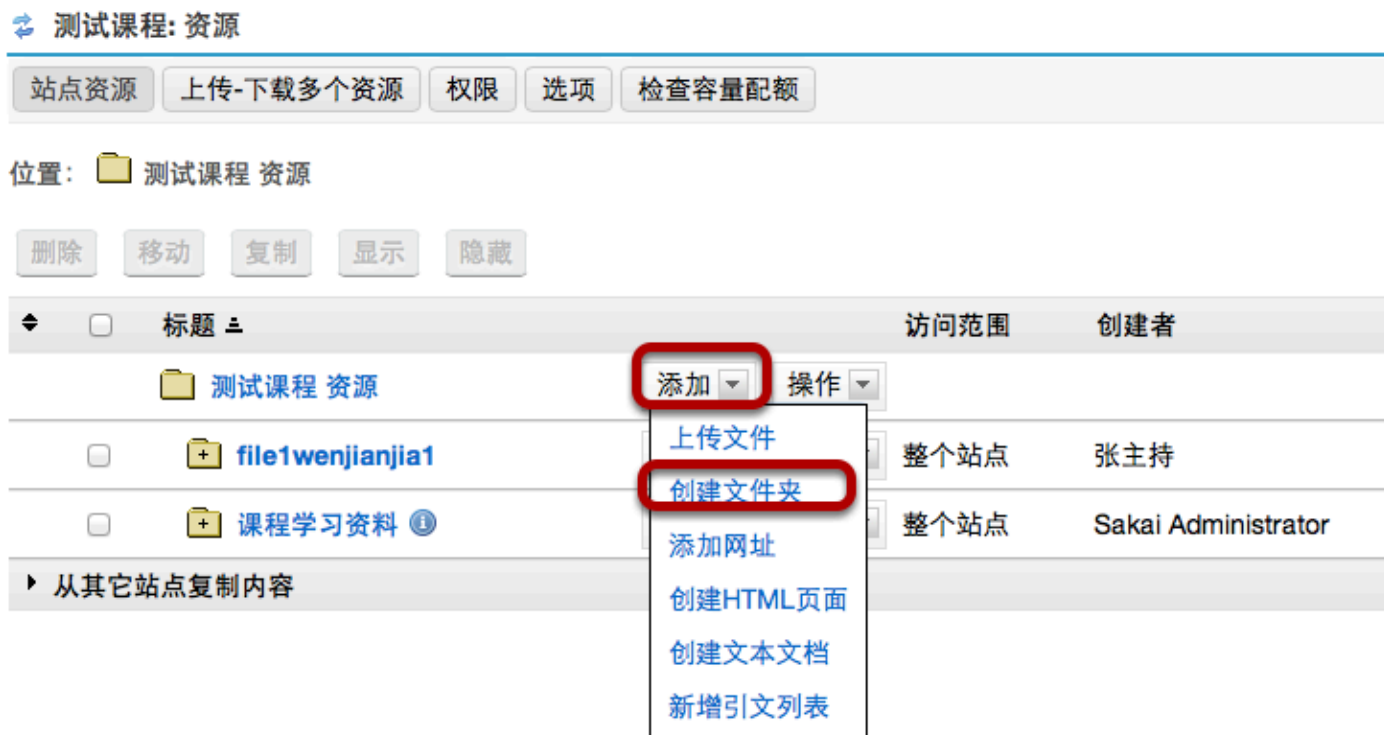 测试课程: 资源
站点资源 上传-下载多个资源 权限 选项 检查容量配额
位置: 测试课程 资源
删除 移动 复制 显示 隐藏
标题 访问范围 创建者
测试课程 资源 添加 操作
上传文件
file1wenjianjia1 整个站点 张主持
创建文件夹
课程学习资料 整个站点 Sakai Administrator
添加网址
从其它站点复制内容
创建HTML页面
创建文本文档
新增引文列表